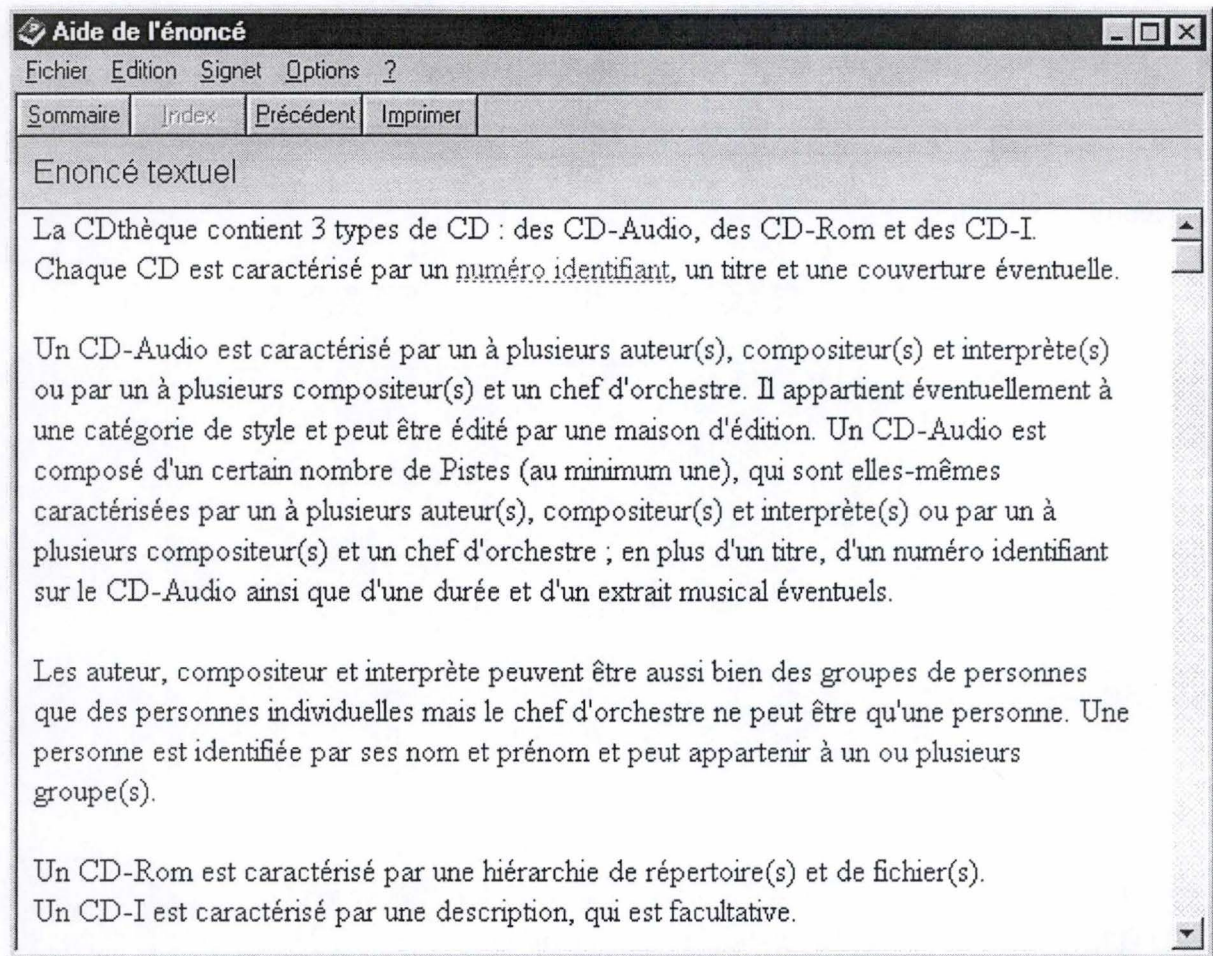 Aide de l'énoncé
Fichier Edition Signet Options ?
Sommaire Index Précédent Imprimer
Enoncé textuel
La CDthèque contient 3 types de CD : des CD-Audio, des CD-Rom et des CD-I.
Chaque CD est caractérisé par un numéro identifiant, un titre et une couverture éventuelle.
Un CD-Audio est caractérisé par un à plusieurs auteur(s), compositeur(s) et interprète(s)
ou par un à plusieurs compositeur(s) et un chef d'orchestre. Il appartient éventuellement à
une catégorie de style et peut être édité par une maison d'édition. Un CD-Audio est
composé d'un certain nombre de Pistes (au minimum une), qui sont elles-mêmes
caractérisées par un à plusieurs auteur(s), compositeur(s) et interprète(s) ou par un à
plusieurs compositeur(s) et un chef d'orchestre ; en plus d'un titre, d'un numéro identifiant
sur le CD-Audio ainsi que d'une durée et d'un extrait musical éventuels.
Les auteur, compositeur et interprète peuvent être aussi bien des groupes de personnes
que des personnes individuelles mais le chef d'orchestre ne peut être qu'une personne. Une
personne est identifiée par ses nom et prénom et peut appartenir à un ou plusieurs
groupe(s).
Un CD-Rom est caractérisé par une hiérarchie de répertoire(s) et de fichier(s).
Un CD-I est caractérisé par une description, qui est facultative.